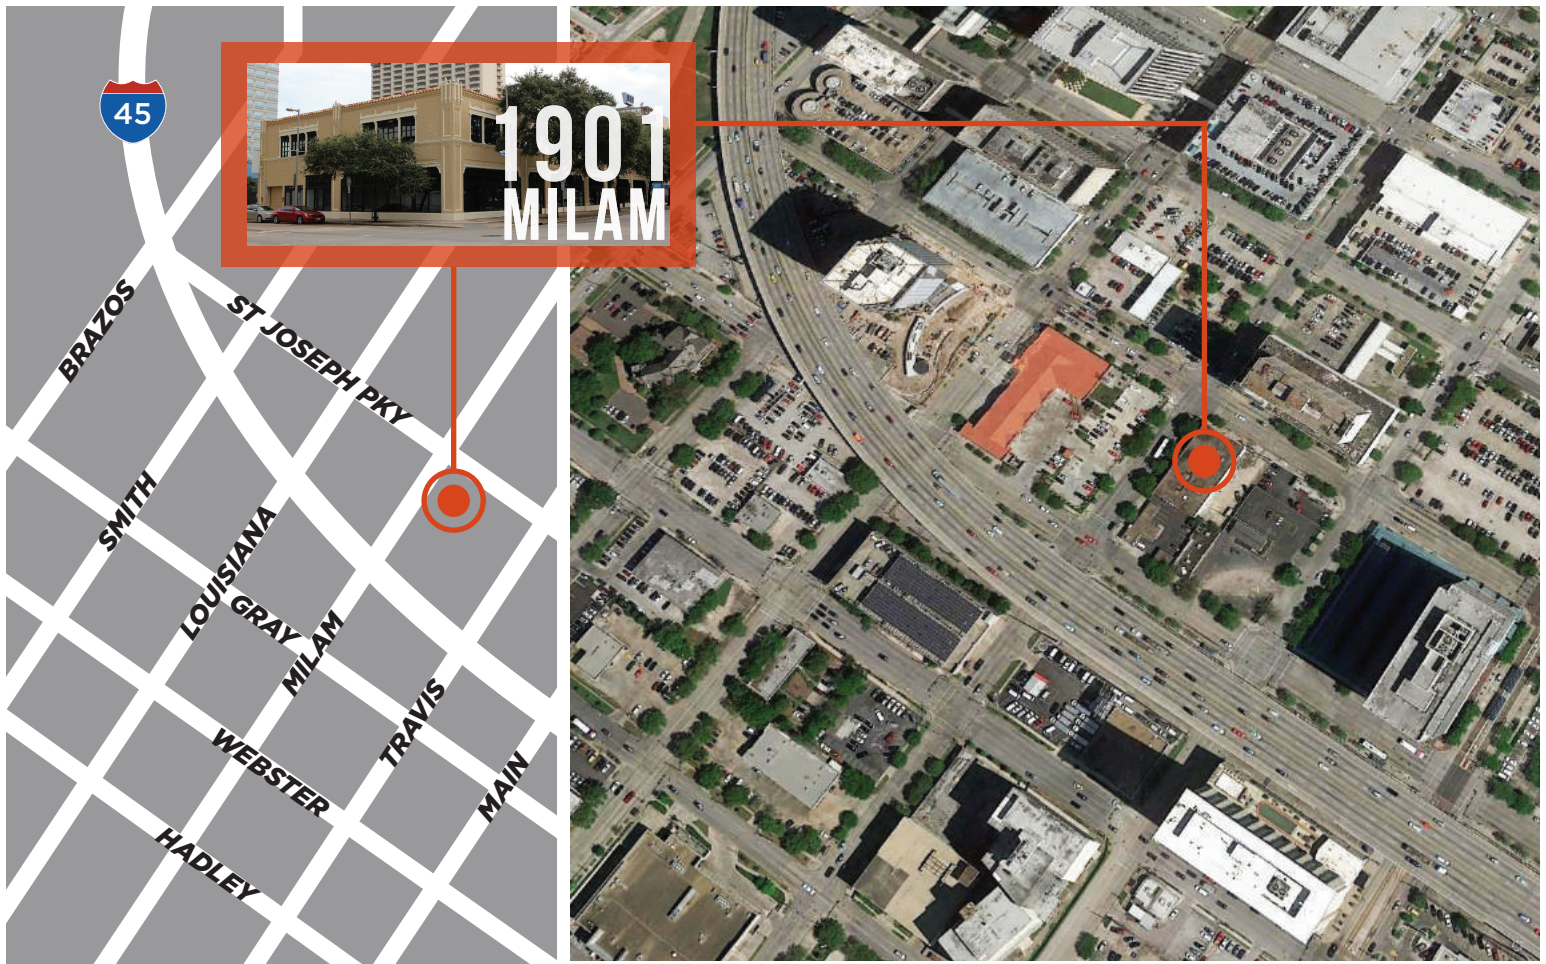 45
1901
MILAM
BRAZOS
ST JOSEPH PKY
SMITH
LOUISIANA
GRAY
MILAM
TRAVIS
WEBSTER
MAIN
HADLEY